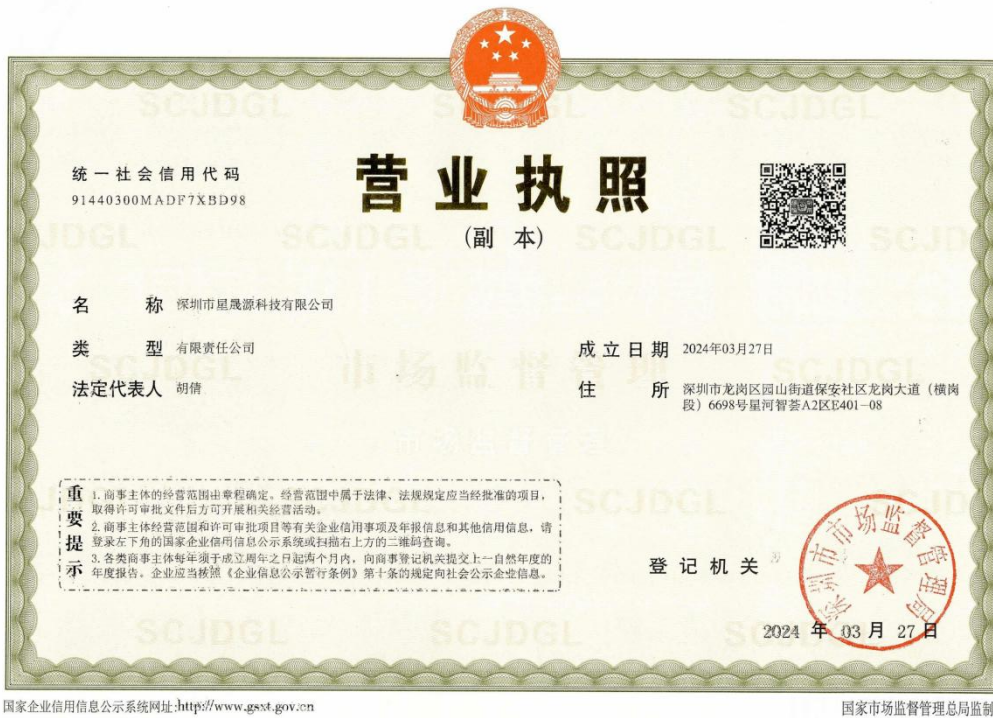 统一社会信用代码
91440300MADF7XBD98
营业执照
(副 本)
名 称 深圳市星晟源科技有限公司
类 型 有限责任公司
法定代表人 胡倩
成立日期 2024年03月27日
住 所 深圳市龙岗区园山街道保安社区龙岗大道（横岗
段）6698号星河智荟A2区E401-08
重要提示
1.商事主体的经营范围由章程确定。经营范围中属于法律、法规规定应当经批准的项目，
取得许可审批文件后方可开展相关经营活动。
2.商事主体经营范围和许可审批项目等有关企业信用事项及年报信息和其他信用信息，请
登录左下角的国家企业信用信息公示系统或扫描右上方的二维码查询。
3.各类商事主体每年须于成立周年之日起两个月内，向商事登记机关提交上一自然年度的
年度报告。企业应当按照《企业信息公示暂行条例》第十条的规定向社会公示企业信息。
登记机关
深圳市市场监督管理局
2024 年 03 月 27 日
国家企业信用信息公示系统网址:http://www.gsxt.gov.cn
国家市场监督管理总局监制
SCJDGL
市场监督管理